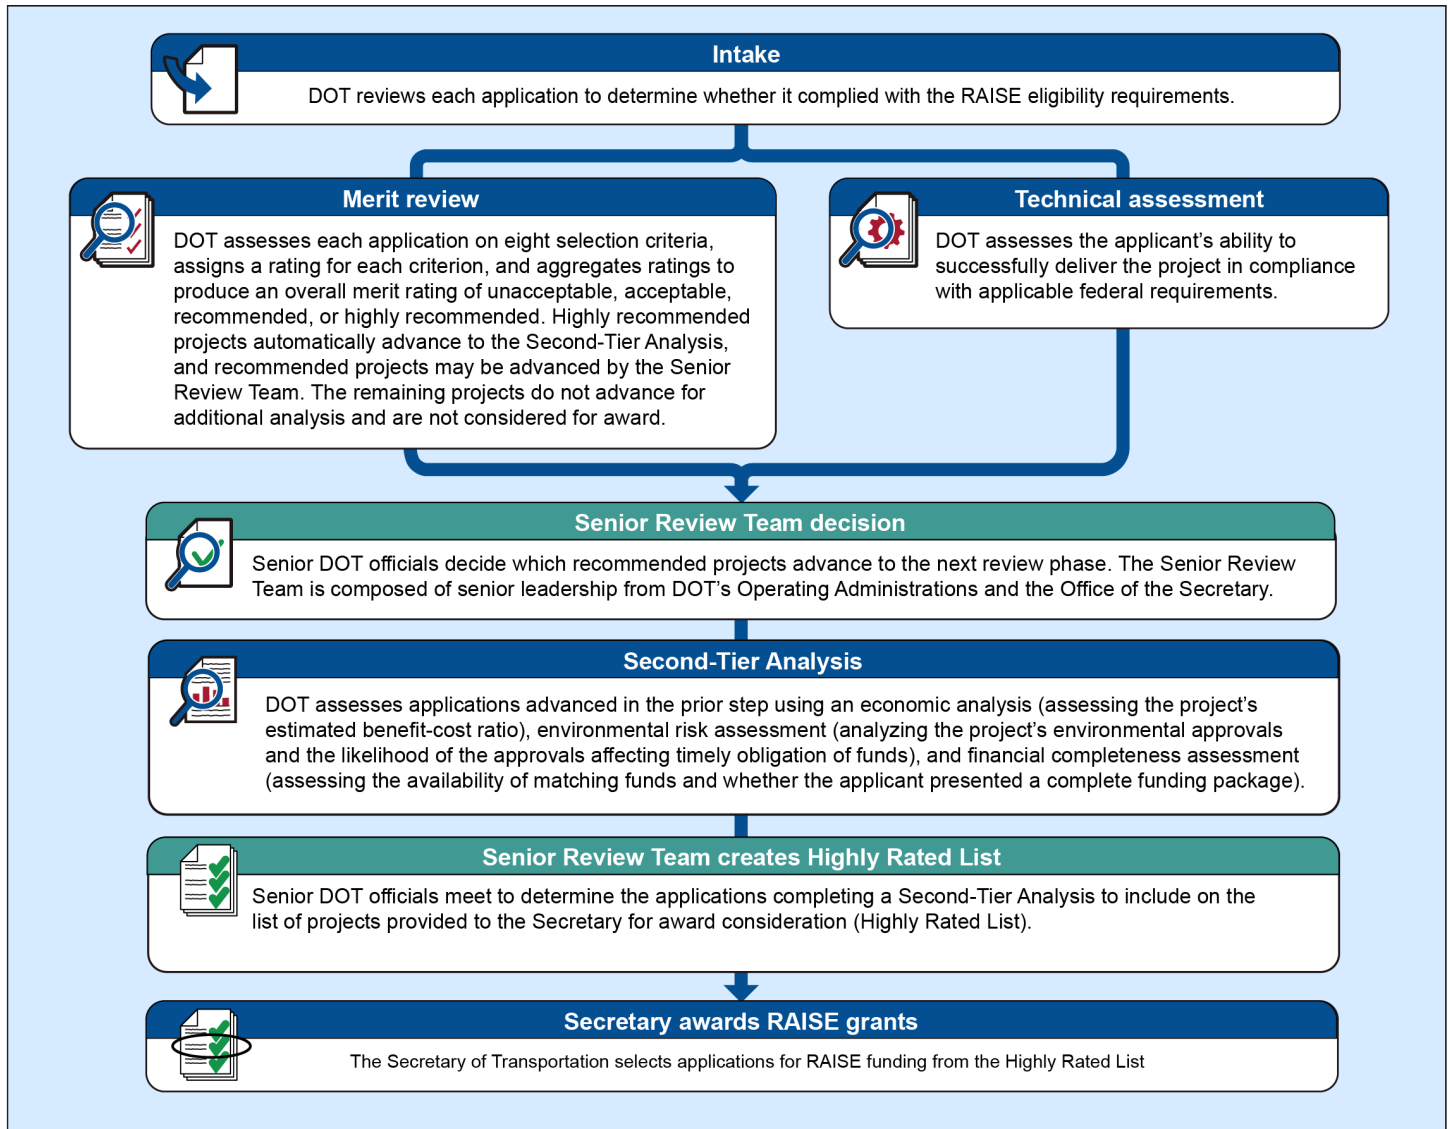 Intake
DOT reviews each application to determine whether it complied with the RAISE eligibility requirements.
Merit review
DOT assesses each application on eight selection criteria,
assigns a rating for each criterion, and aggregates ratings to
produce an overall merit rating of unacceptable, acceptable,
recommended, or highly recommended. Highly recommended
projects automatically advance to the Second-Tier Analysis,
and recommended projects may be advanced by the Senior
Review Team. The remaining projects do not advance for
additional analysis and are not considered for award.
Technical assessment
DOT assesses the applicant’s ability to
successfully deliver the project in compliance
with applicable federal requirements.
Senior Review Team decision
Senior DOT officials decide which recommended projects advance to the next review phase. The Senior Review
Team is composed of senior leadership from DOT’s Operating Administrations and the Office of the Secretary.
Second-Tier Analysis
DOT assesses applications advanced in the prior step using an economic analysis (assessing the project’s
estimated benefit-cost ratio), environmental risk assessment (analyzing the project’s environmental approvals
and the likelihood of the approvals affecting timely obligation of funds), and financial completeness assessment
(assessing the availability of matching funds and whether the applicant presented a complete funding package).
Senior Review Team creates Highly Rated List
Senior DOT officials meet to determine the applications completing a Second-Tier Analysis to include on the
list of projects provided to the Secretary for award consideration (Highly Rated List).
Secretary awards RAISE grants
The Secretary of Transportation selects applications for RAISE funding from the Highly Rated List